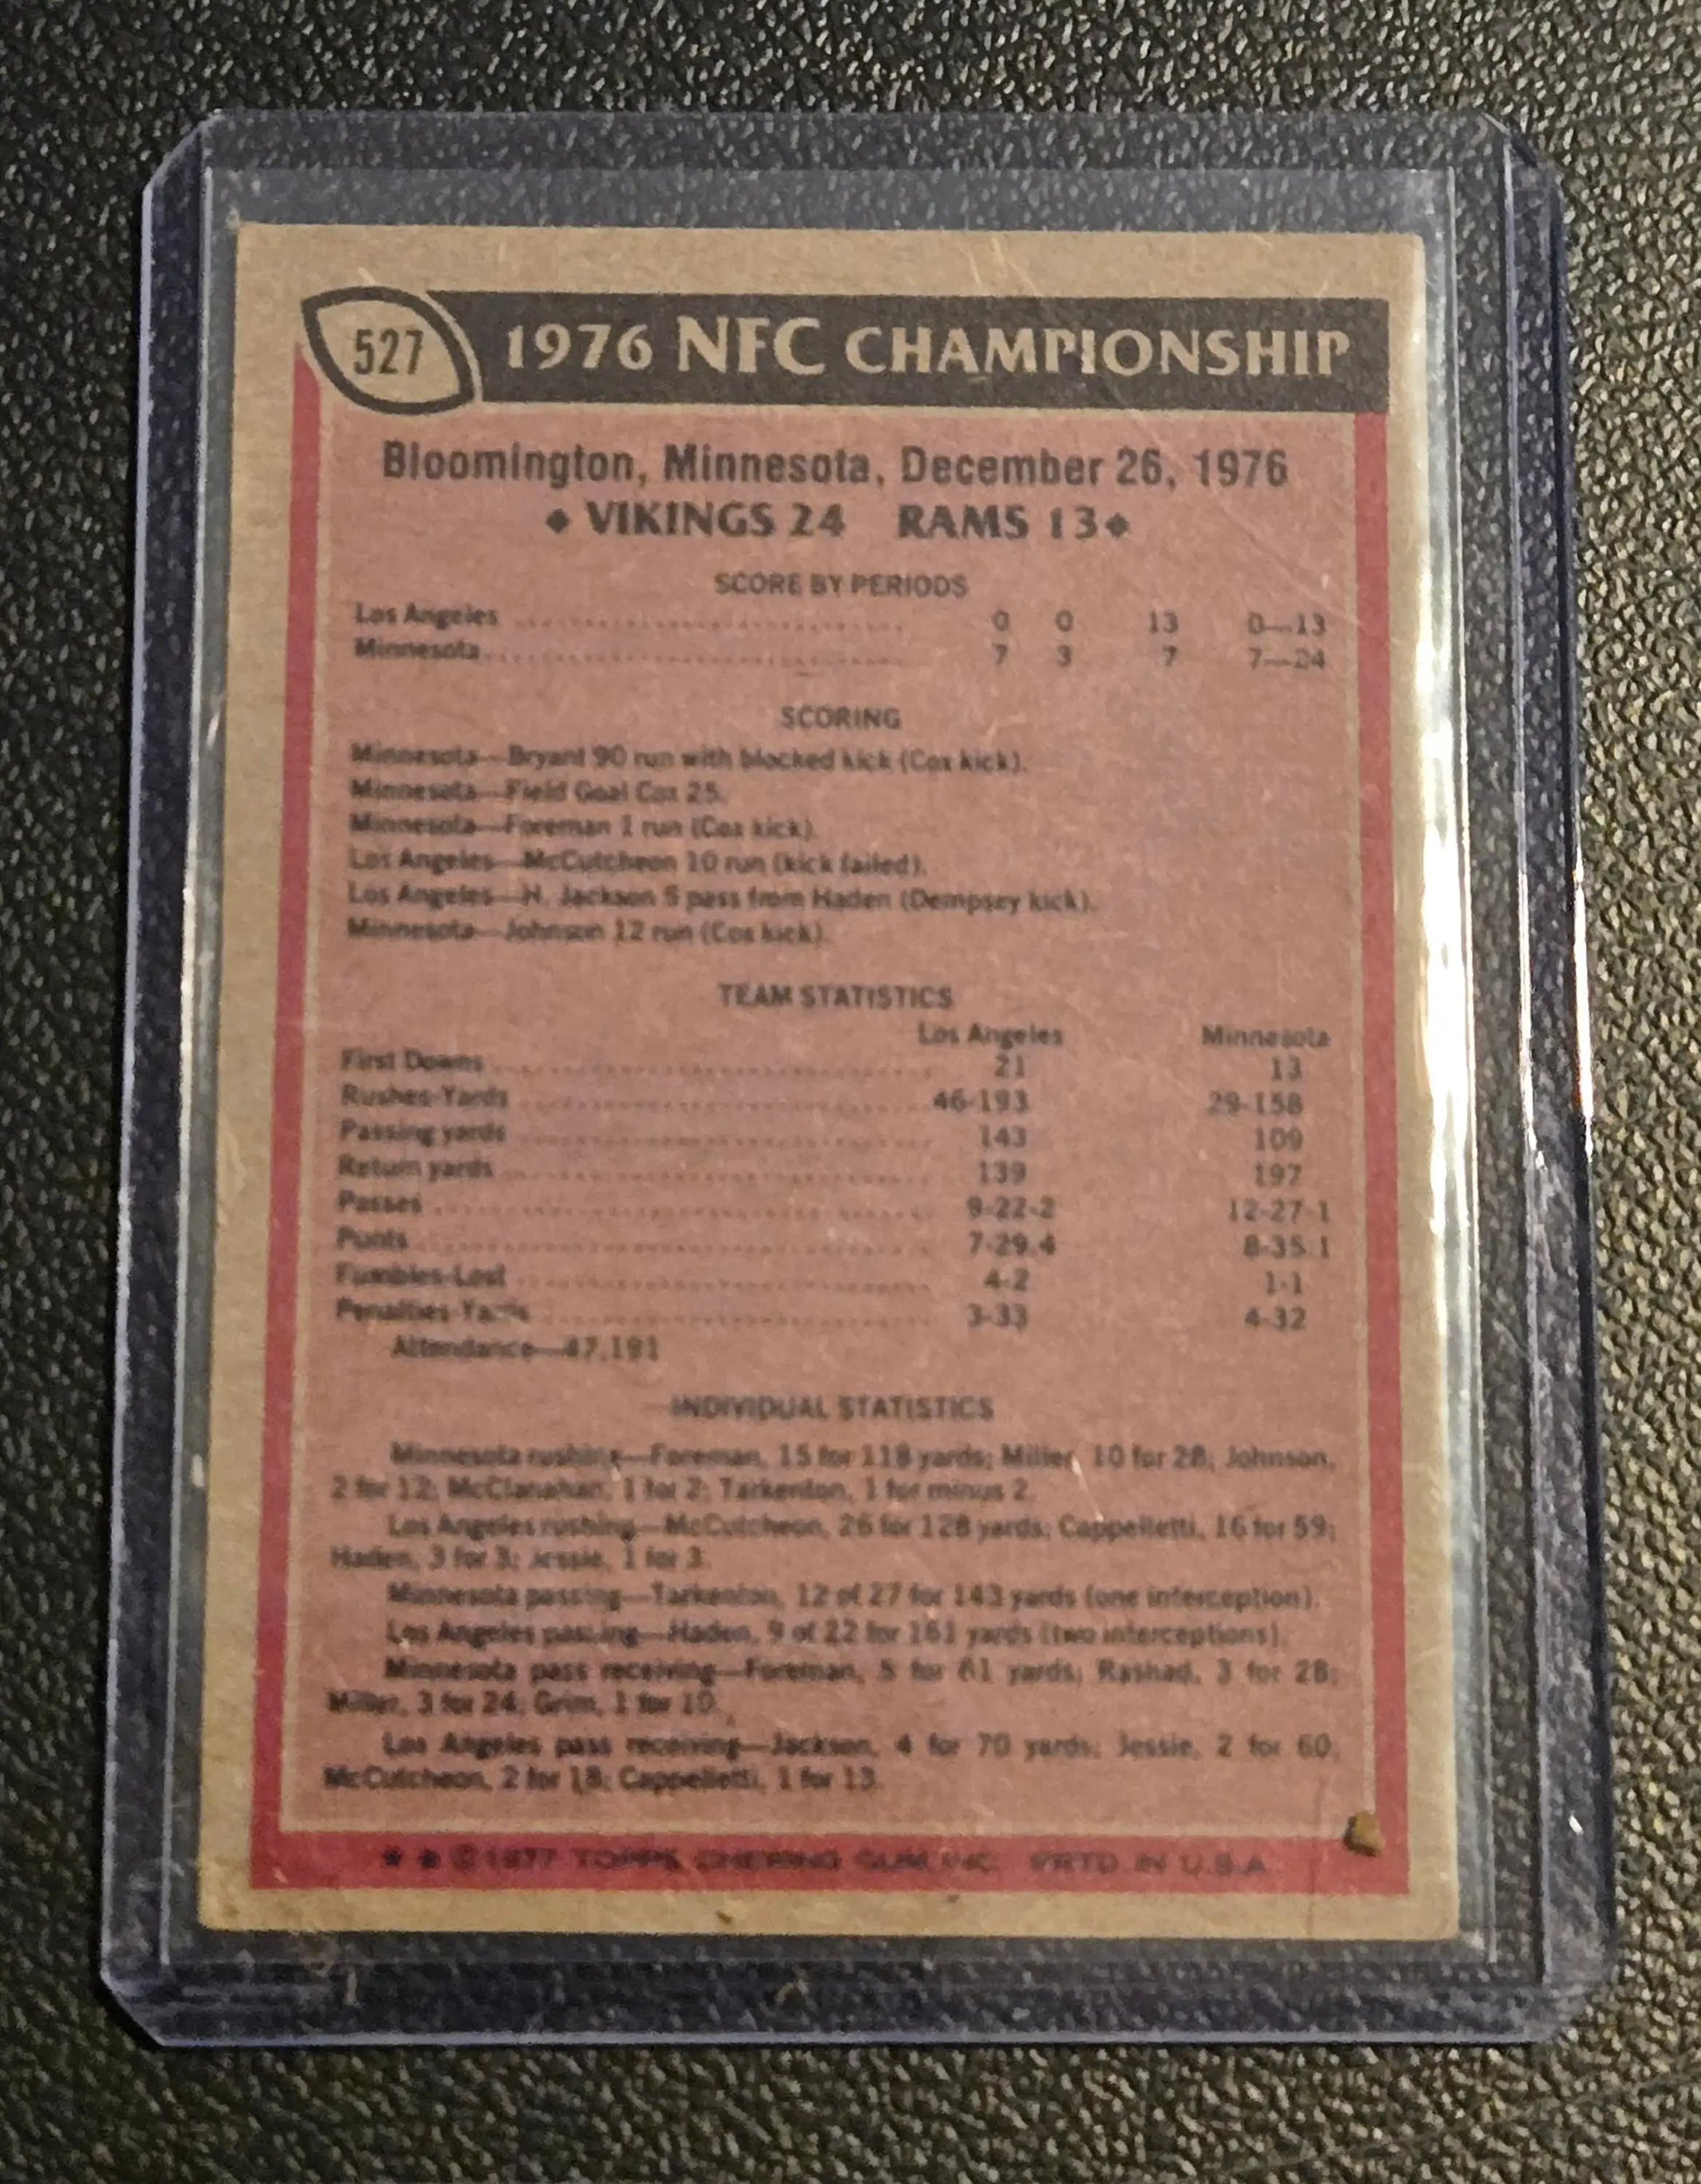 527 1976 NFC CHAMPIONSHIP
Bloomington, Minnesota, December 26, 1976
◆ VIKINGS 24 RAMS 13 ◆
SCORE BY PERIODS
Los Angeles .......... 0 0 13 0—13
Minnesota .......... 7 3 7 7—24
SCORING
Minnesota—Bryant 90 run with blocked kick (Cox kick).
Minnesota—Field Goal Cox 25.
Minnesota—Foreman 1 run (Cox kick).
Los Angeles—McCutcheon 10 run (kick failed).
Los Angeles—H. Jackson 5 pass from Haden (Dempsey kick).
Minnesota—Johnson 12 run (Cox kick).
TEAM STATISTICS
Los Angeles Minnesota
First Downs .......... 21 13
Rushes-Yards .......... 46-193 29-158
Passing yards .......... 143 109
Return yards .......... 139 197
Passes .......... 9-22-2 12-27-1
Punts .......... 7-29.4 8-35.1
Fumbles-Lost .......... 4-2 1-1
Penalties-Yards .......... 3-33 4-32
Attendance—47,191
INDIVIDUAL STATISTICS
Minnesota rushing—Foreman, 15 for 118 yards; Miller, 10 for 28; Johnson,
2 for 12; McClanahan, 1 for 2; Tarkenton, 1 for minus 2.
Los Angeles rushing—McCutcheon, 26 for 128 yards; Cappelletti, 16 for 59;
Haden, 3 for 3; Jessie, 1 for 3.
Minnesota passing—Tarkenton, 12 of 27 for 143 yards (one interception).
Los Angeles passing—Haden, 9 of 22 for 161 yards (two interceptions).
Minnesota pass receiving—Foreman, 5 for 81 yards; Rashad, 3 for 28;
Miller, 3 for 24; Grim, 1 for 10.
Los Angeles pass receiving—Jackson, 4 for 70 yards; Jessie, 2 for 60;
McCutcheon, 2 for 18; Cappelletti, 1 for 13.
★ ★ © 1977 TOPPS CHEWING GUM, INC. PRTD. IN U.S.A.